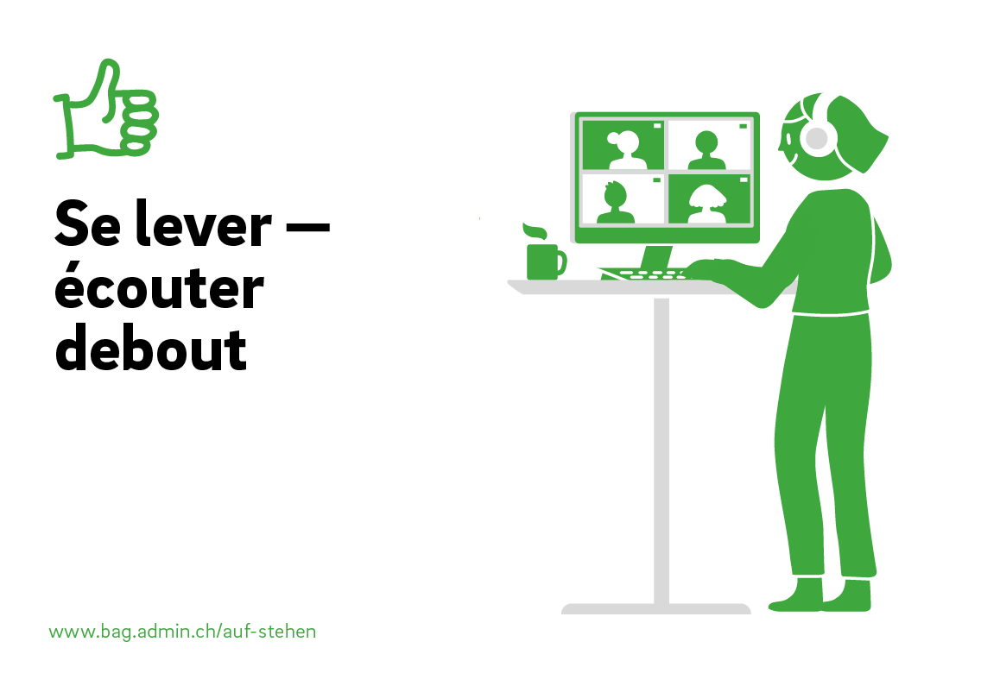 Se lever —
écouter
debout
www.bag.admin.ch/auf-stehen